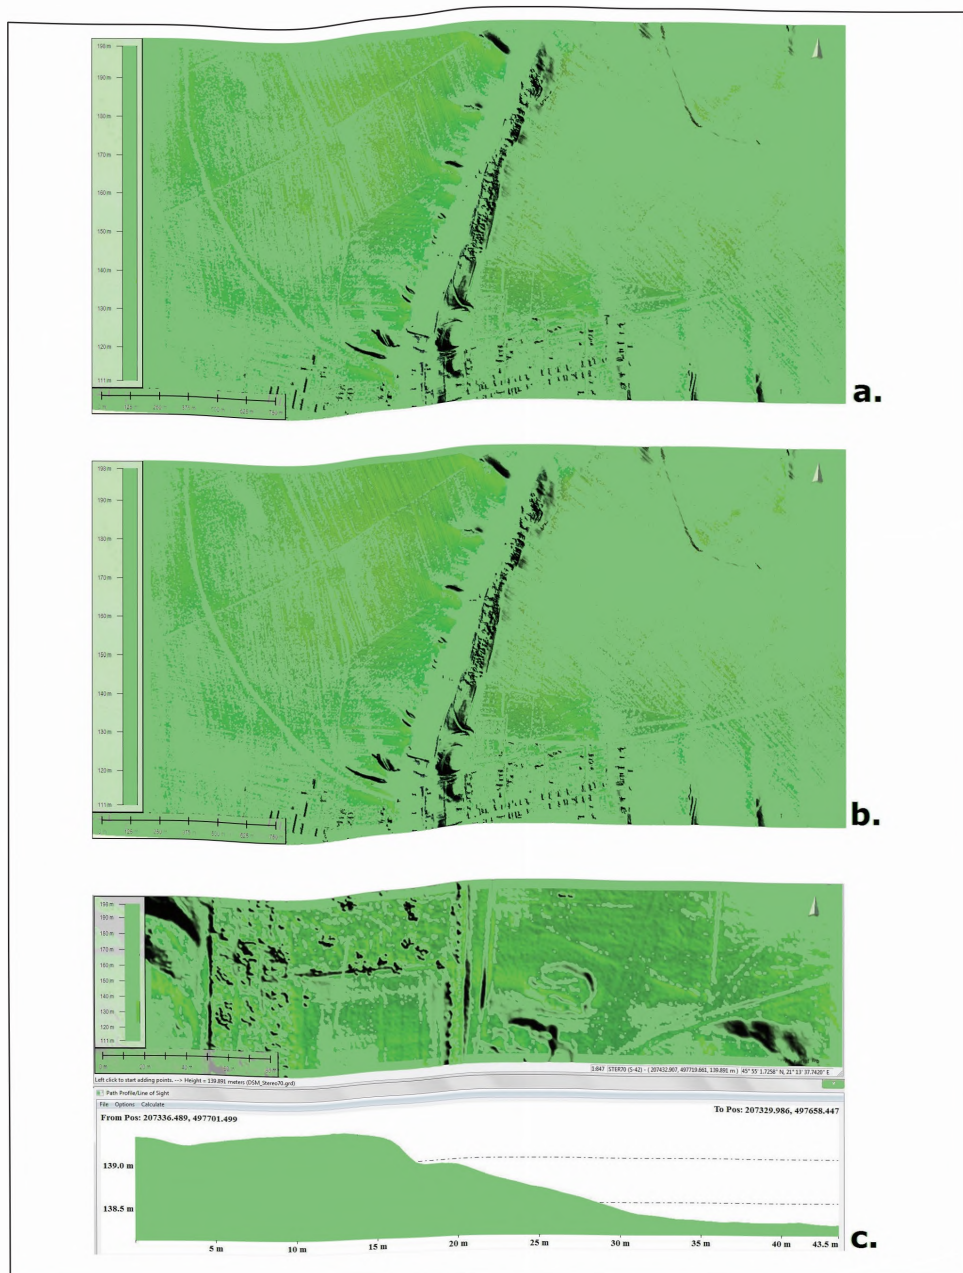 198 m
190 m
180 m
170 m
160 m
150 m
140 m
130 m
120 m
111 m
a.
198 m
190 m
180 m
170 m
160 m
150 m
140 m
130 m
120 m
111 m
b.
198 m
190 m
180 m
170 m
160 m
150 m
140 m
130 m
120 m
111 m
1:847 STER70 (S-42) - ( 207432.907, 497719.661, 139.891 m ) 45° 55' 1.7258" N, 21° 13' 37.7420" E
Left click to start adding points. --> Height = 139.891 meters (DSM_Stereo70.grd)
Path Profile/Line of Sight
File Options Calculate
From Pos: 207336.489, 497701.499 To Pos: 207329.986, 497658.447
139.0 m
138.5 m
5 m 10 m 15 m 20 m 25 m 30 m 35 m 40 m 43.5 m
c.